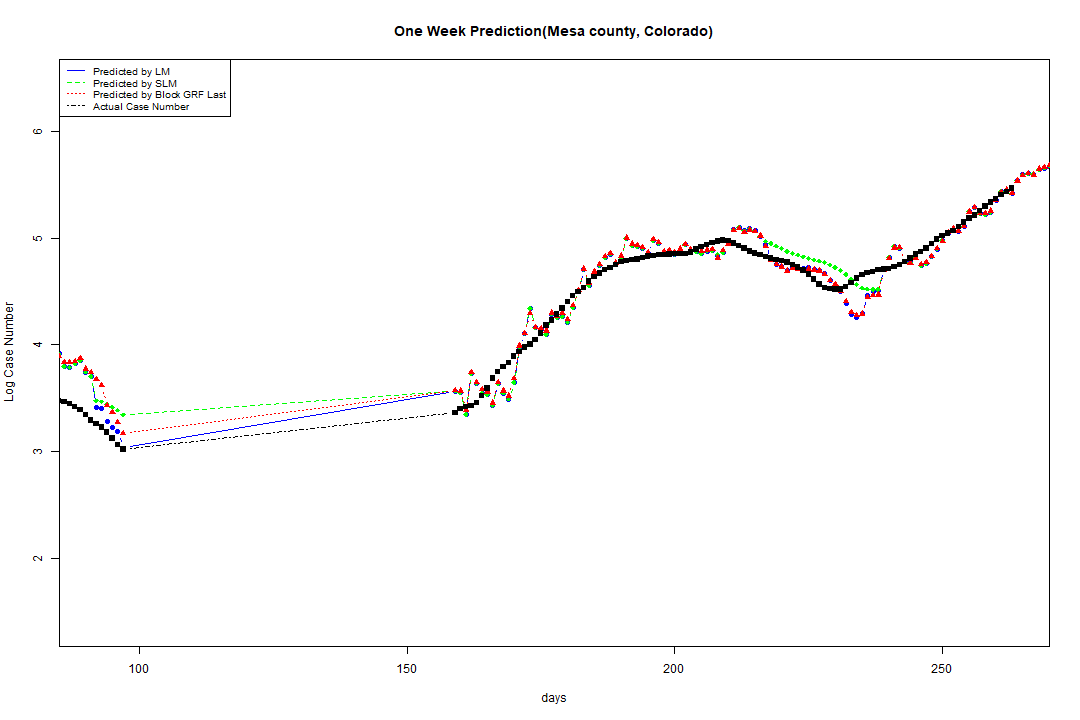 One Week Prediction(Mesa county, Colorado)
Predicted by LM
Predicted by SLM
Predicted by Block GRF Last
Actual Case Number
Log Case Number
6
5
4
3
2
100 150 200 250
days